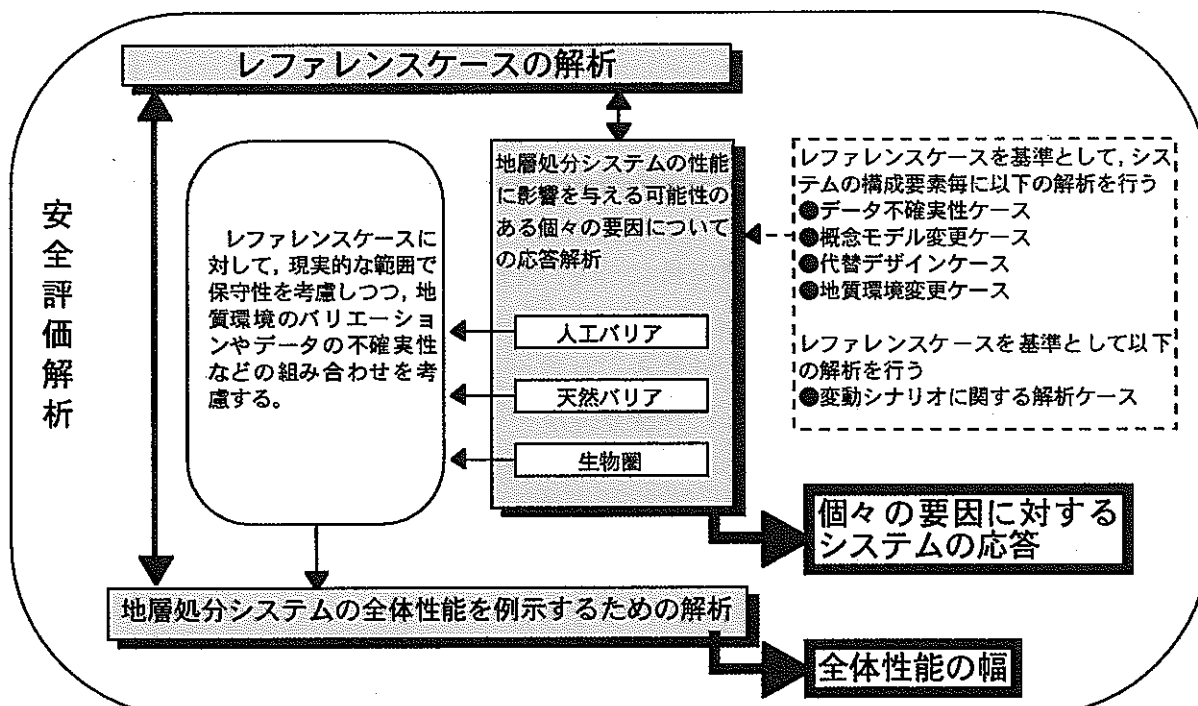 レファレンスケースの解析
安全評価解析
レファレンスケースに
対して，現実的な範囲で
保守性を考慮しつつ，地
質環境のバリエーショ
ンやデータの不確実性
などの組み合わせを考
慮する。
地層処分システムの性能
に影響を与える可能性の
ある個々の要因について
の応答解析
人工バリア
天然バリア
生物圏
レファレンスケースを基準として，シス
テムの構成要素毎に以下の解析を行う
●データ不確実性ケース
●概念モデル変更ケース
●代替デザインケース
●地質環境変更ケース
レファレンスケースを基準として以下
の解析を行う
●変動シナリオに関する解析ケース
個々の要因に対する
システムの応答
地層処分システムの全体性能を例示するための解析
全体性能の幅